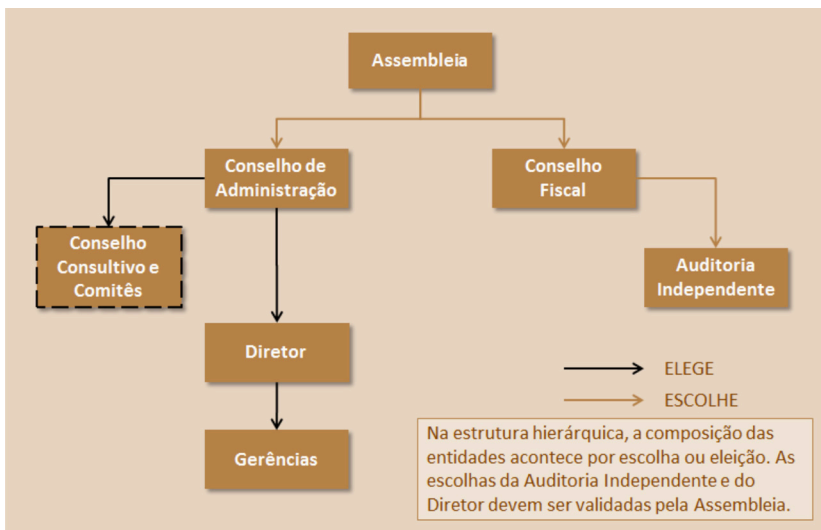 Assembleia
Conselho de
Administração
Conselho
Fiscal
Conselho
Consultivo e
Comitês
Auditoria
Independente
Diretor
Gerências
ELEGE
ESCOLHE
Na estrutura hierárquica, a composição das
entidades acontece por escolha ou eleição. As
escolhas da Auditoria Independente e do
Diretor devem ser validadas pela Assembleia.